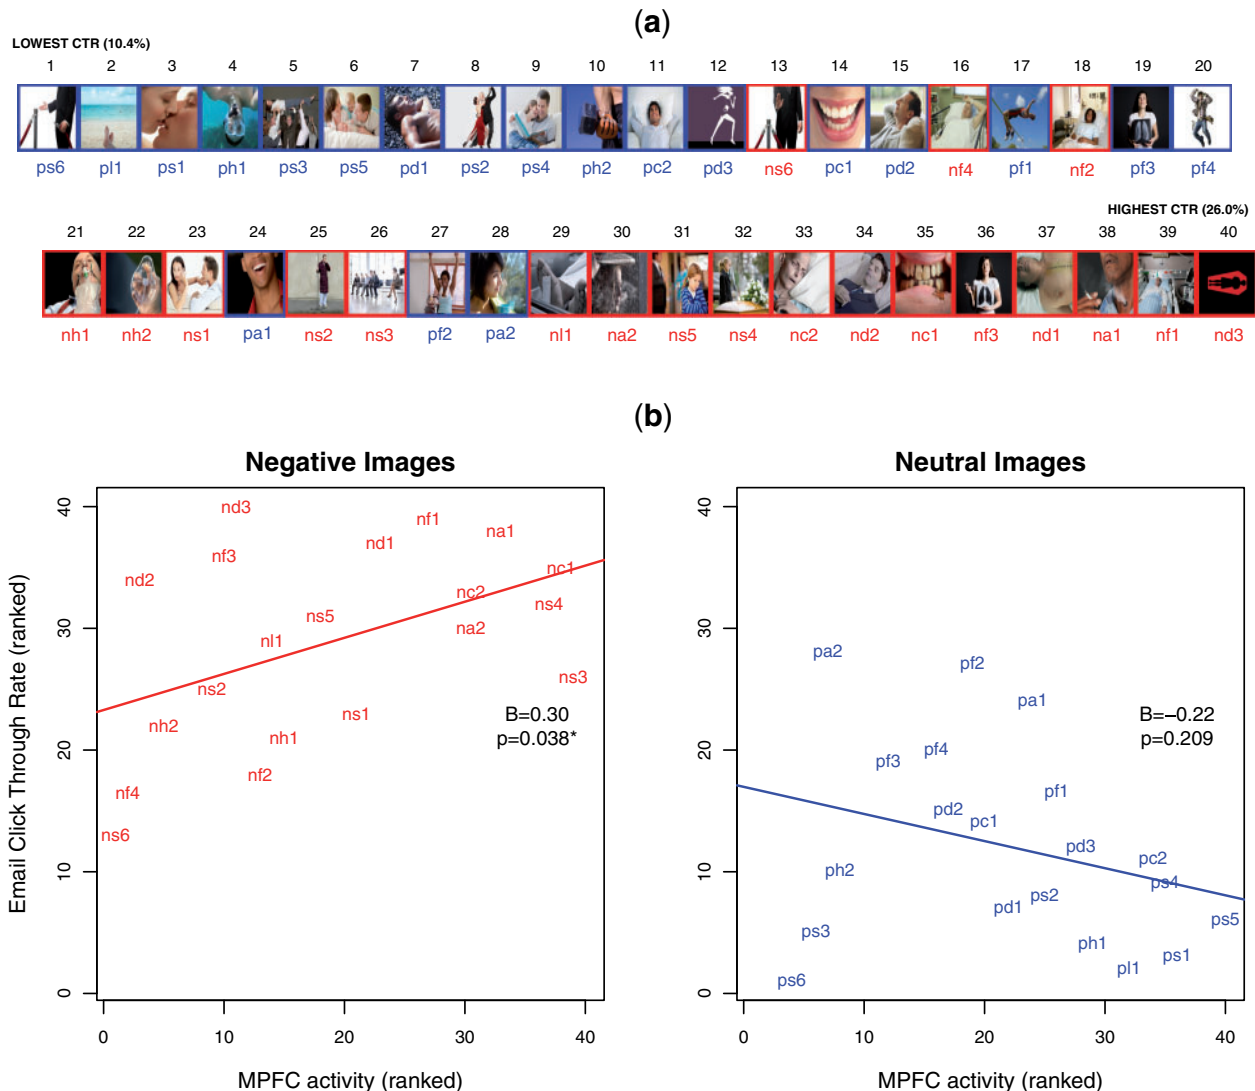 (a)
LOWEST CTR (10.4%)
1 2 3 4 5 6 7 8 9 10 11 12 13 14 15 16 17 18 19 20
ps6 pl1 ps1 ph1 ps3 ps5 pd1 ps2 ps4 ph2 pc2 pd3 ns6 pc1 pd2 nf4 pf1 nf2 pf3 pf4
HIGHEST CTR (26.0%)
21 22 23 24 25 26 27 28 29 30 31 32 33 34 35 36 37 38 39 40
nh1 nh2 ns1 pa1 ns2 ns3 pf2 pa2 nl1 na2 ns5 ns4 nc2 nd2 nc1 nf3 nd1 na1 nf1 nd3
(b)
Negative Images
Email Click Through Rate (ranked)
40
30
20
10
0
nd3
nf1
na1
nd1
nf3
nc1
nd2
nc2
ns4
ns5
na2
nl1
ns3
ns2
ns1
nh2
nh1
nf2
nf4
ns6
B=0.30
p=0.038*
0 10 20 30 40
MPFC activity (ranked)
Neutral Images
40
30
20
10
0
pa2
pf2
pa1
pf4
pf3
pf1
pd2
pc1
pd3
pc2
ph2
ps4
ps2
pd1
ps5
ps3
ph1
ps1
pl1
ps6
B=−0.22
p=0.209
0 10 20 30 40
MPFC activity (ranked)